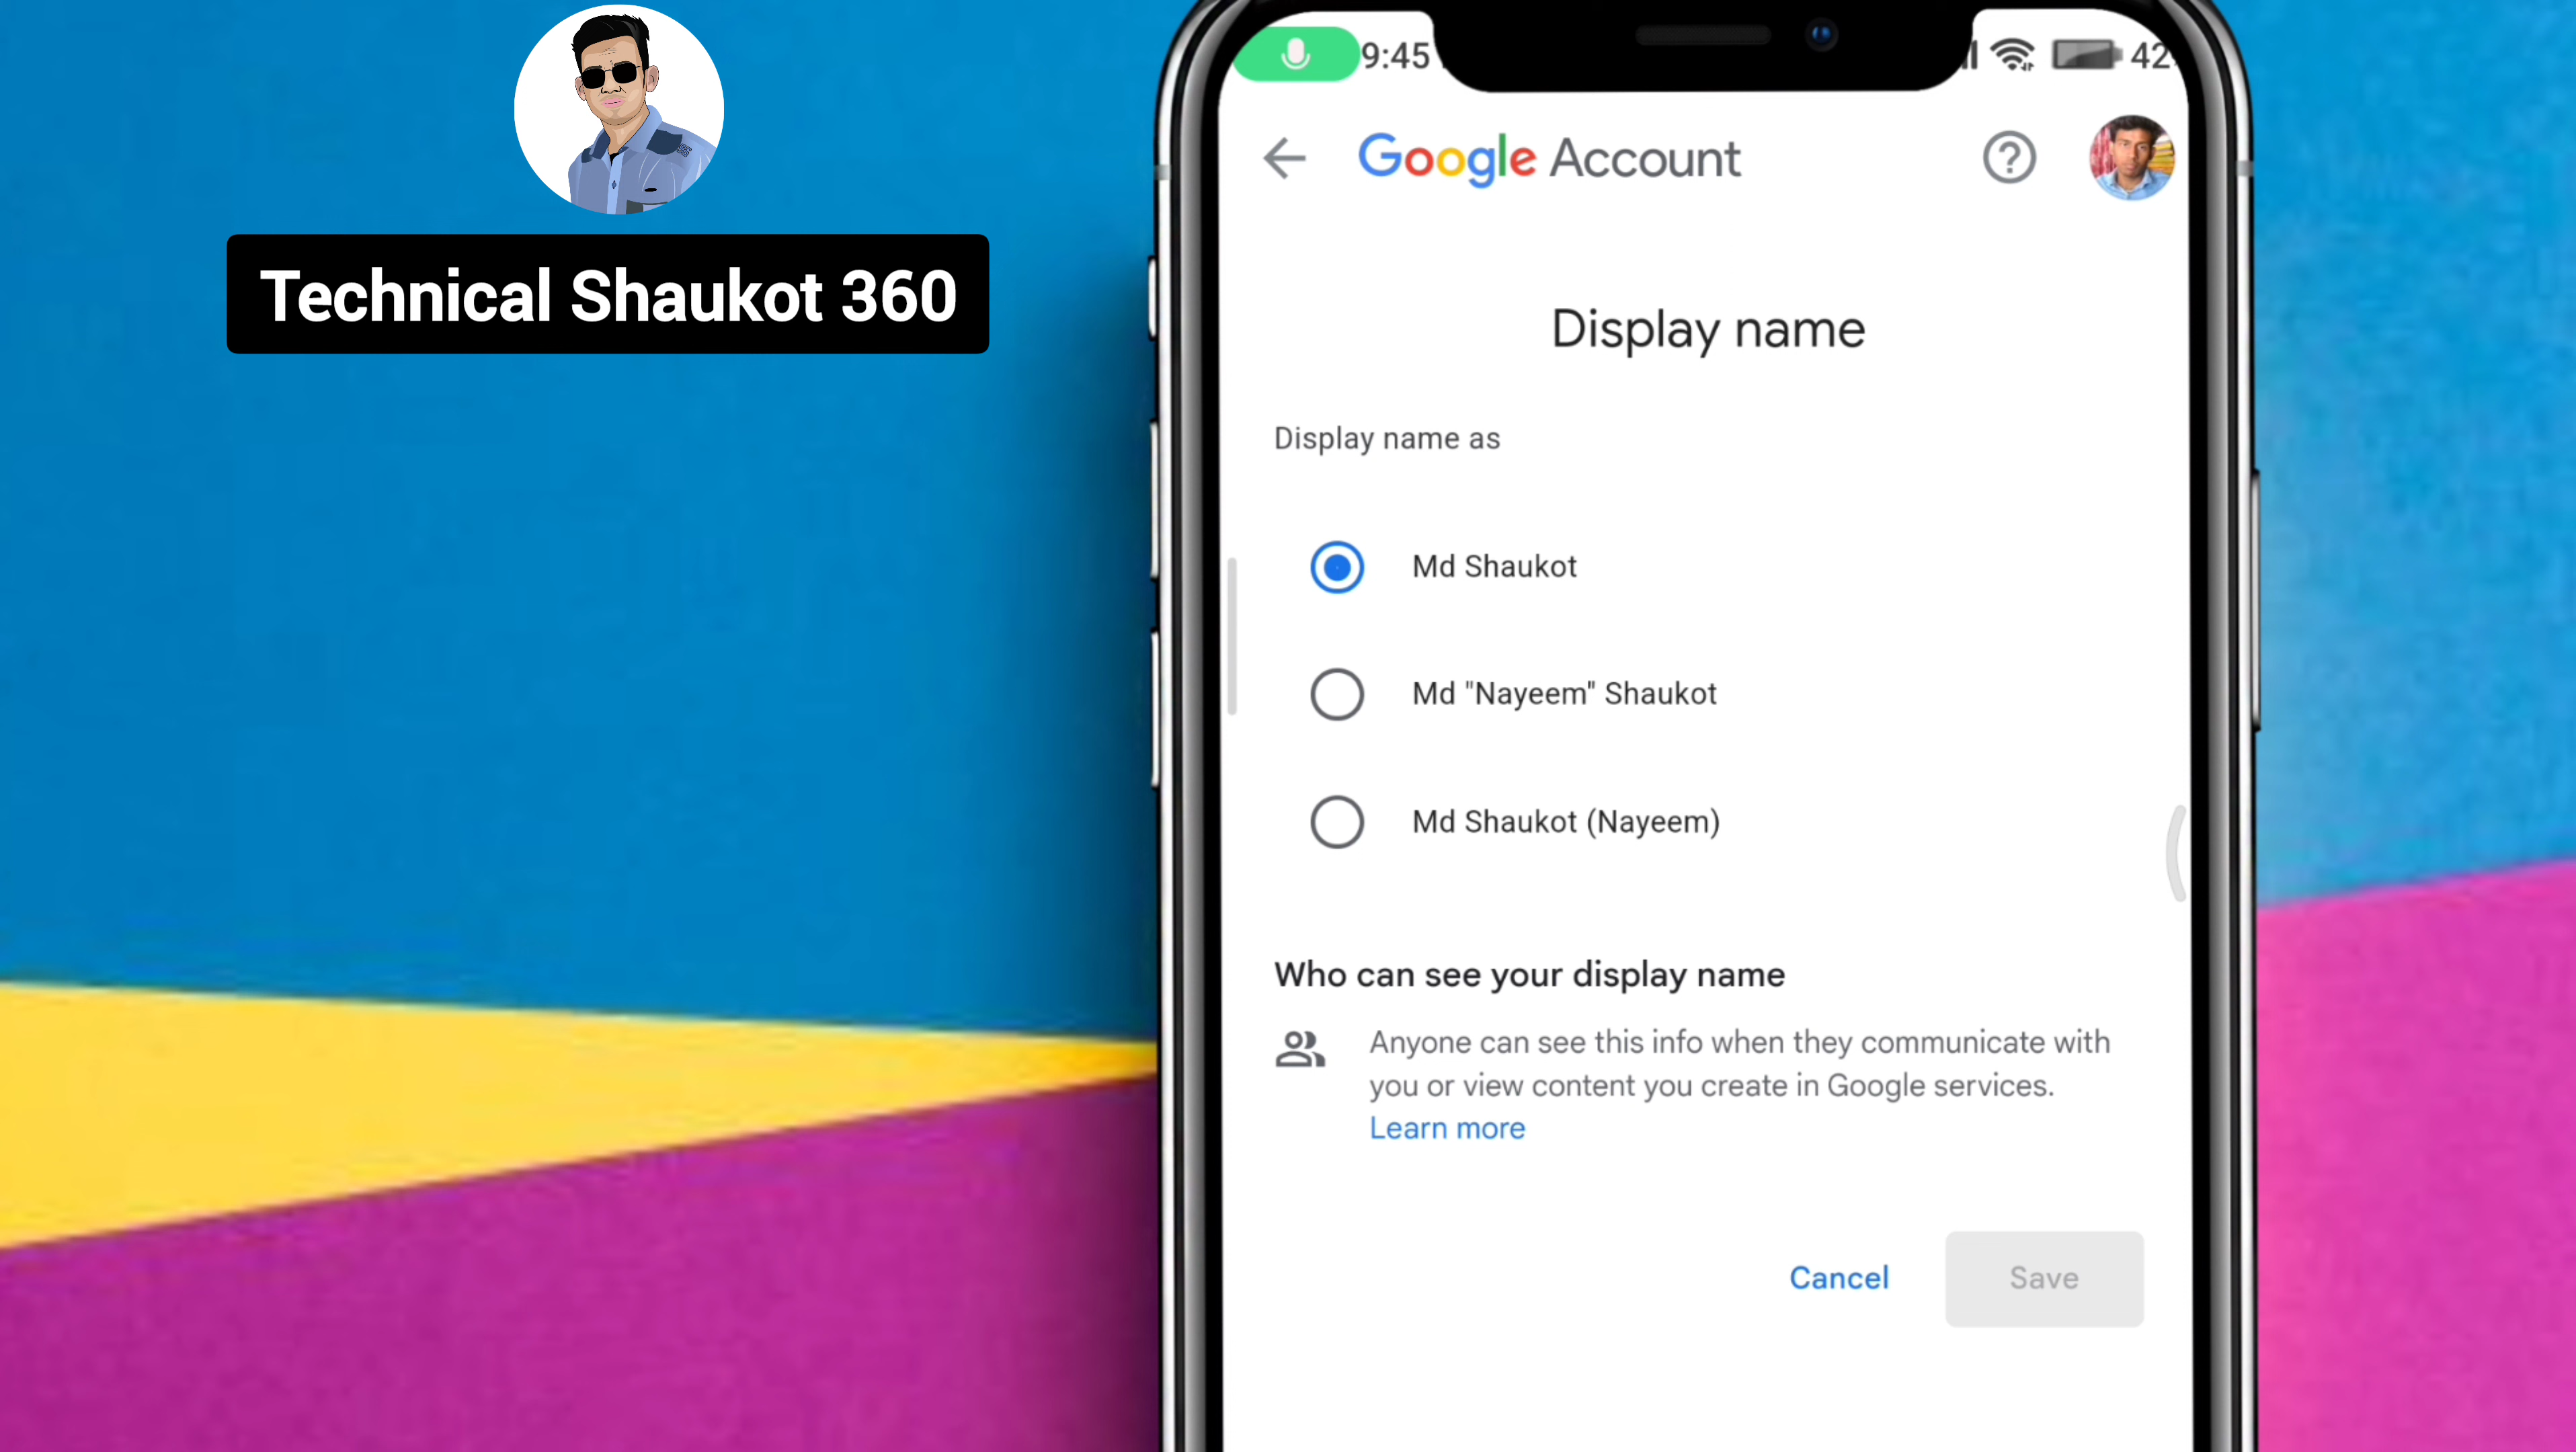 Technical Shaukot 360
9:45
42
Google Account
Display name
Display name as
Md Shaukot
Md "Nayeem" Shaukot
Md Shaukot (Nayeem)
Who can see your display name
Anyone can see this info when they communicate with
you or view content you create in Google services.
Learn more
Cancel
Save